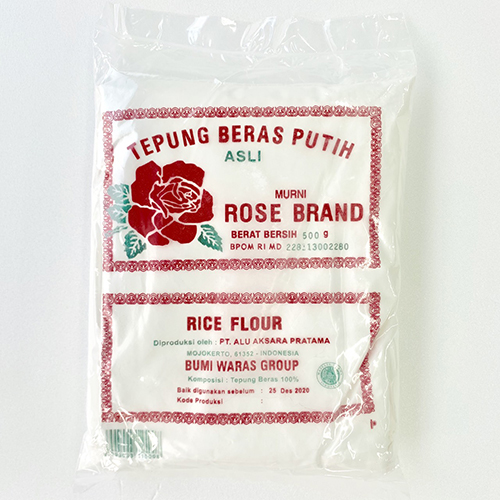 TEPUNG BERAS PUTIH
ASLI
MURNI
ROSE BRAND
BERAT BERSIH 500 g
BPOM RI MD
RICE FLOUR
Diproduksi oleh : PT. ALU AKSARA PRATAMA
MOJOKERTO, 61352 - INDONESIA
BUMI WARAS GROUP
Komposisi : Tepung Beras 100%
Baik digunakan sebelum : 25 Des 2020
Kode Produksi :